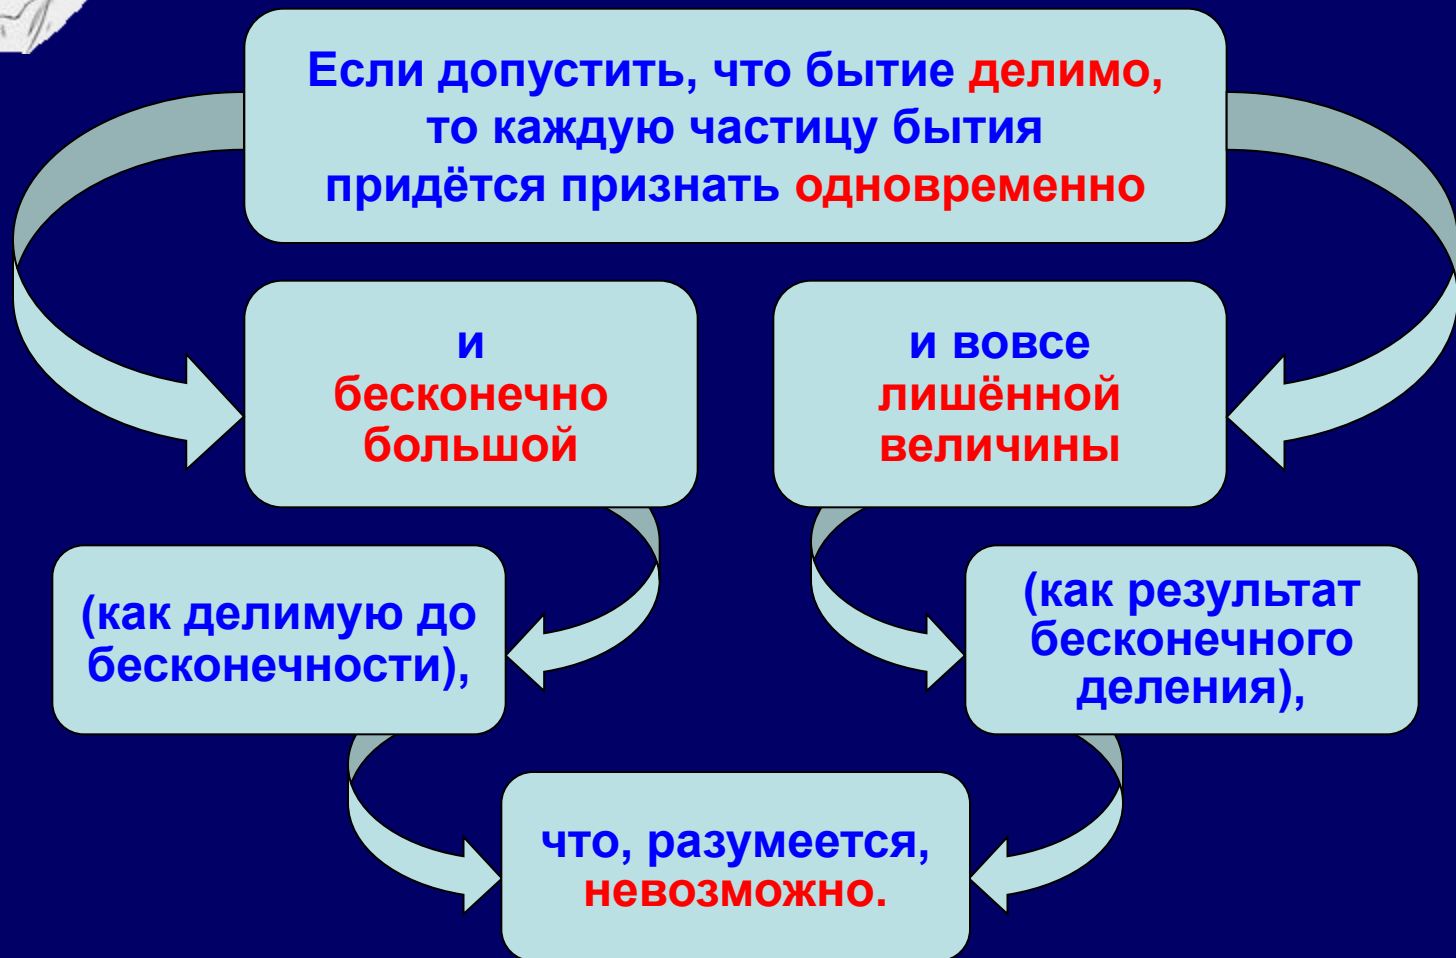 Если допустить, что бытие делимо,
то каждую частицу бытия
придётся признать одновременно
и
бесконечно
большой
и вовсе
лишённой
величины
(как делимую до
бесконечности),
(как результат
бесконечного
деления),
что, разумеется,
невозможно.